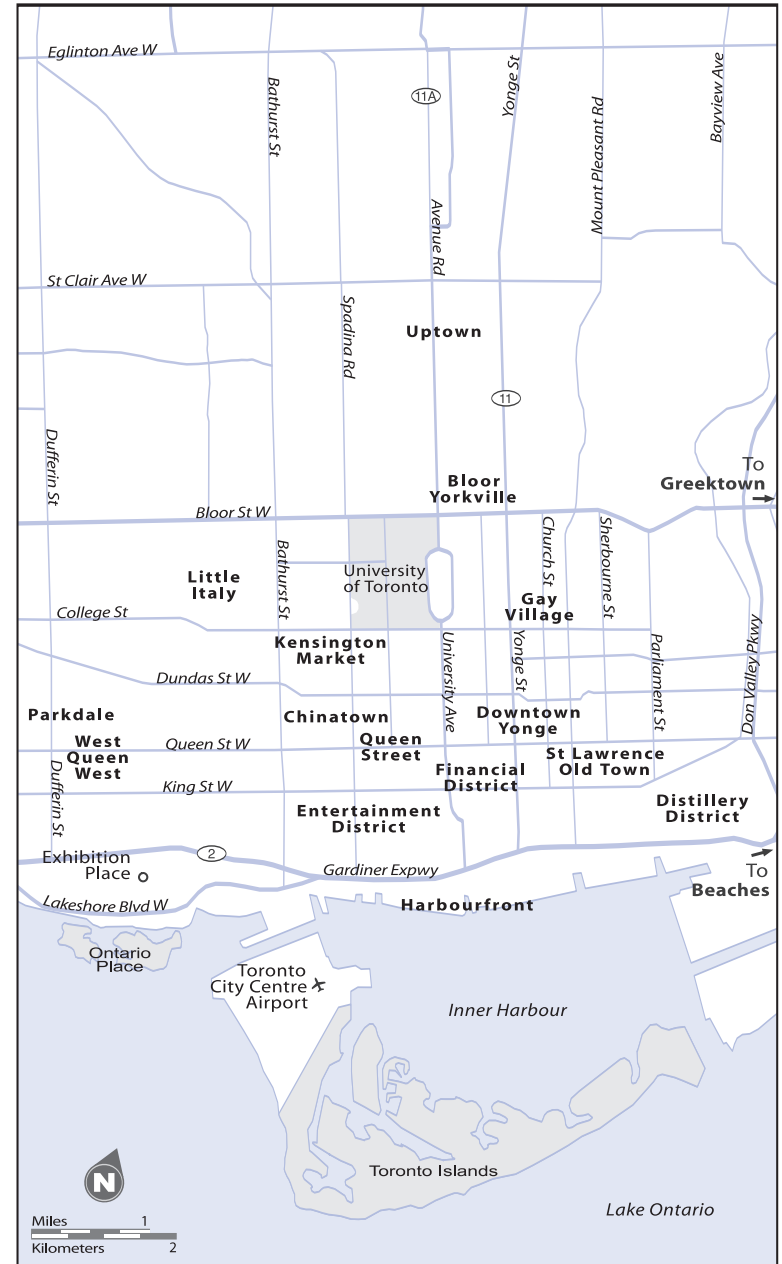 Eglinton Ave W
Bathurst St
11A
Yonge St
Mount Pleasant Rd
Bayview Ave
Avenue Rd
St Clair Ave W
Spadina Rd
Uptown
11
Dufferin St
To
Greektown
Bloor
Yorkville
Bloor St W
Bathurst St
University
of Toronto
Church St
Sherbourne St
Little
Italy
Gay
Village
College St
Kensington
Market
University Ave
Yonge St
Parliament St
Don Valley Pkwy
Dundas St W
Parkdale
Chinatown
Downtown
Yonge
West
Queen
West
Queen St W
Queen
Street
St Lawrence
Old Town
Financial
District
Dufferin St
King St W
Entertainment
District
Distillery
District
2
Exhibition
Place
Gardiner Expwy
To
Beaches
Lakeshore Blvd W
Harbourfront
Ontario
Place
Toronto
City Centre
Airport
Inner Harbour
Toronto Islands
N
Lake Ontario
Miles 1
Kilometers 2